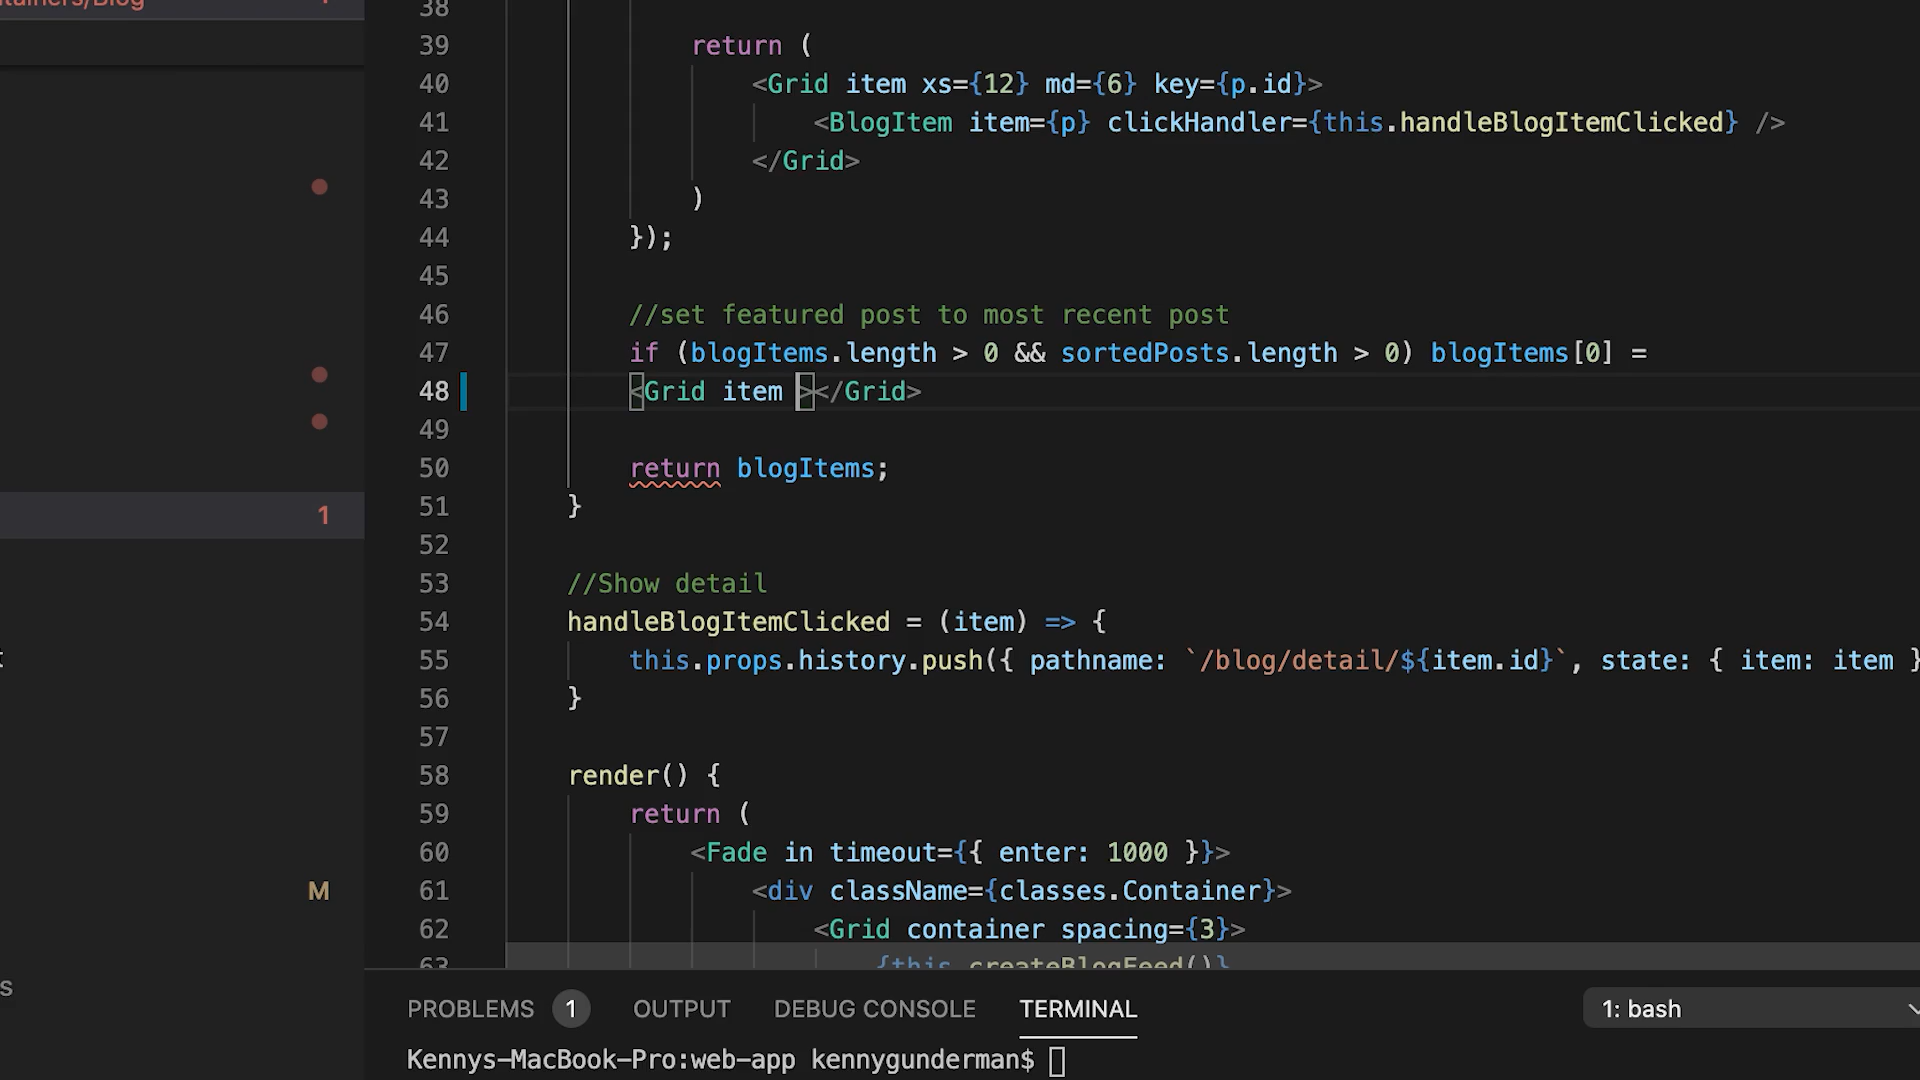 tainers/Blog
38
39 return (
40 <Grid item xs={12} md={6} key={p.id}>
41 <BlogItem item={p} clickHandler={this.handleBlogItemClicked} />
42 </Grid>
43 )
44 });
45
46 //set featured post to most recent post
47 if (blogItems.length > 0 && sortedPosts.length > 0) blogItems[0] =
48 <Grid item ></Grid>
49
50 return blogItems;
1
51 }
52
53 //Show detail
54 handleBlogItemClicked = (item) => {
55 this.props.history.push({ pathname: `/blog/detail/${item.id}`, state: { item: item }
56 }
57
58 render() {
59 return (
60 <Fade in timeout={{ enter: 1000 }}>
M
61 <div className={classes.Container}>
62 <Grid container spacing={3}>
63 {this.createBlogFeed()}
s
PROBLEMS 1 OUTPUT DEBUG CONSOLE TERMINAL 1: bash
Kennys-MacBook-Pro:web-app kennygunderman$